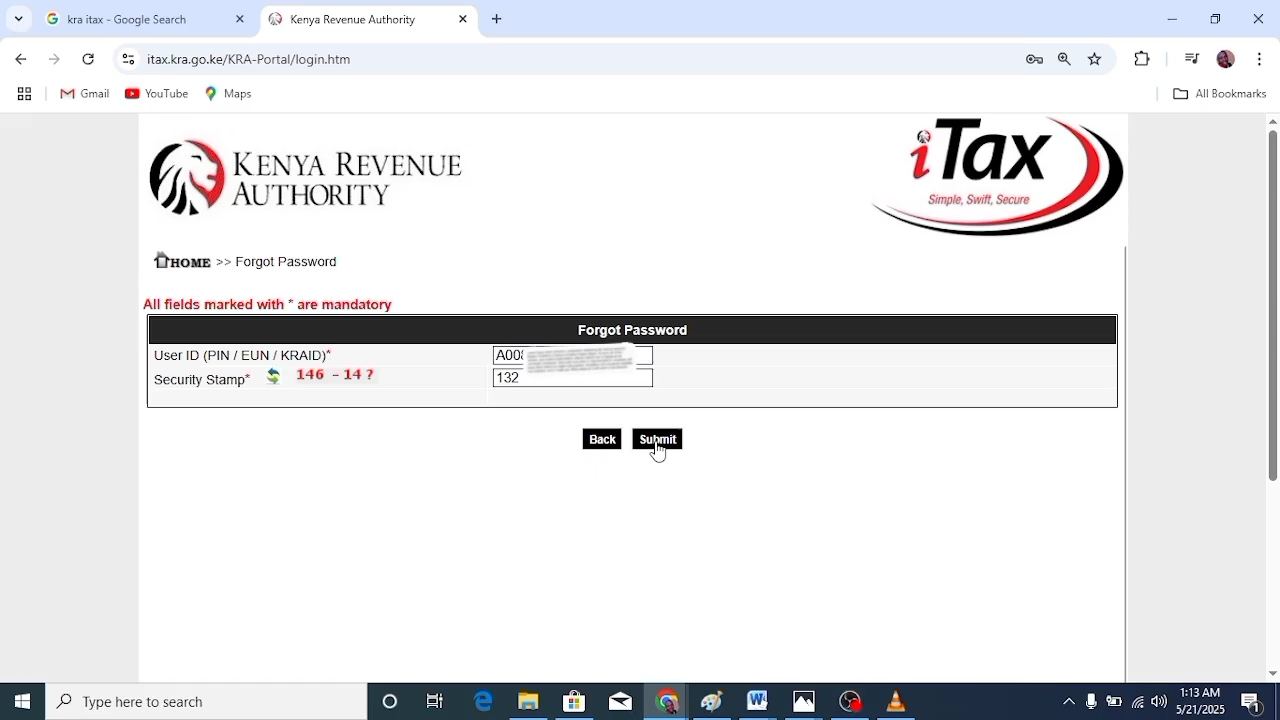 kra itax - Google Search
Kenya Revenue Authority
itax.kra.go.ke/KRA-Portal/login.htm
Gmail
YouTube
Maps
All Bookmarks
KENYA REVENUE
AUTHORITY
iTax
Simple, Swift, Secure
HOME >> Forgot Password
All fields marked with * are mandatory
Forgot Password
User ID (PIN / EUN / KRAID)*
A008
Security Stamp* 146 - 14 ? 132
Back Submit
Type here to search
1:13 AM
5/21/2025